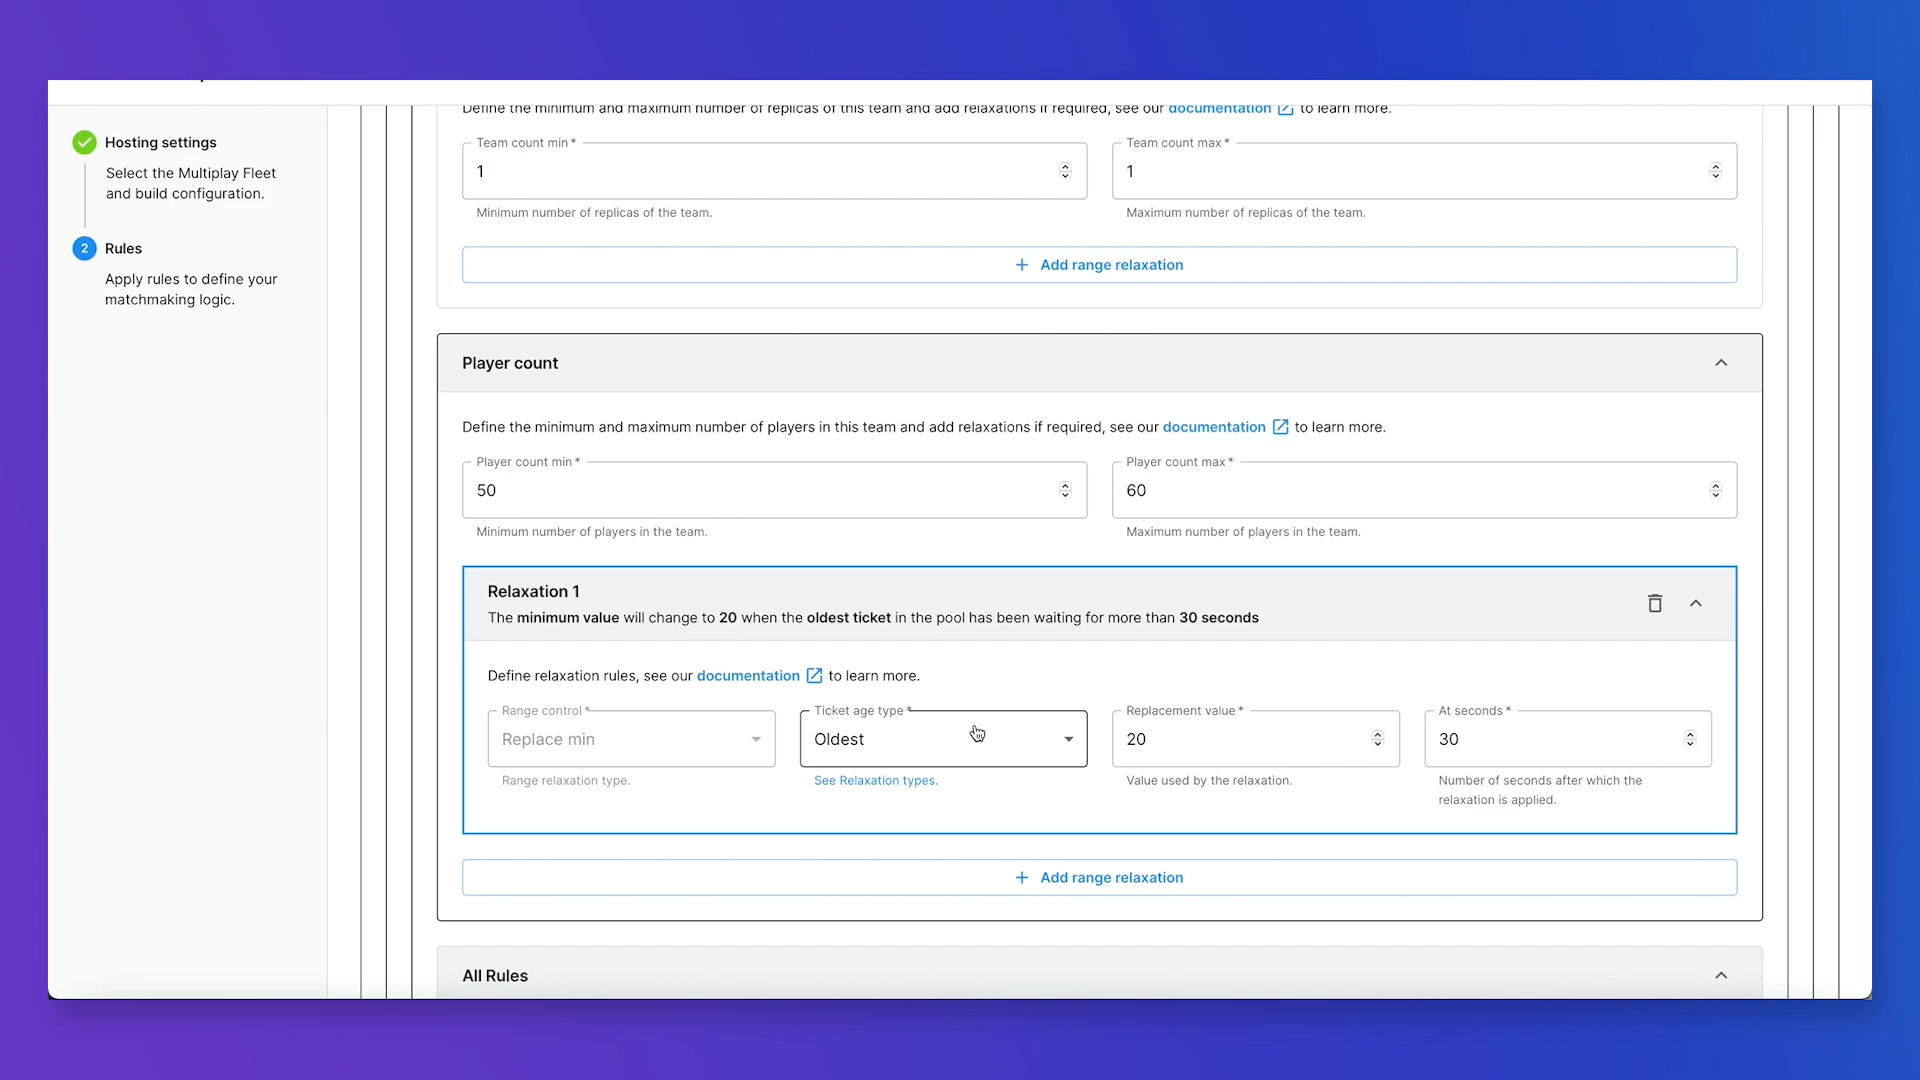 Define the minimum and maximum number of replicas of this team and add relaxations if required, see our documentation to learn more.
Hosting settings
Select the Multiplay Fleet
and build configuration.
2 Rules
Apply rules to define your
matchmaking logic.
Team count min *
1
Minimum number of replicas of the team.
Team count max *
1
Maximum number of replicas of the team.
+ Add range relaxation
Player count
Define the minimum and maximum number of players in this team and add relaxations if required, see our documentation to learn more.
Player count min *
50
Minimum number of players in the team.
Player count max *
60
Maximum number of players in the team.
Relaxation 1
The minimum value will change to 20 when the oldest ticket in the pool has been waiting for more than 30 seconds
Define relaxation rules, see our documentation to learn more.
Range control *
Replace min
Range relaxation type.
Ticket age type *
Oldest
See Relaxation types.
Replacement value *
20
Value used by the relaxation.
At seconds *
30
Number of seconds after which the
relaxation is applied.
+ Add range relaxation
All Rules